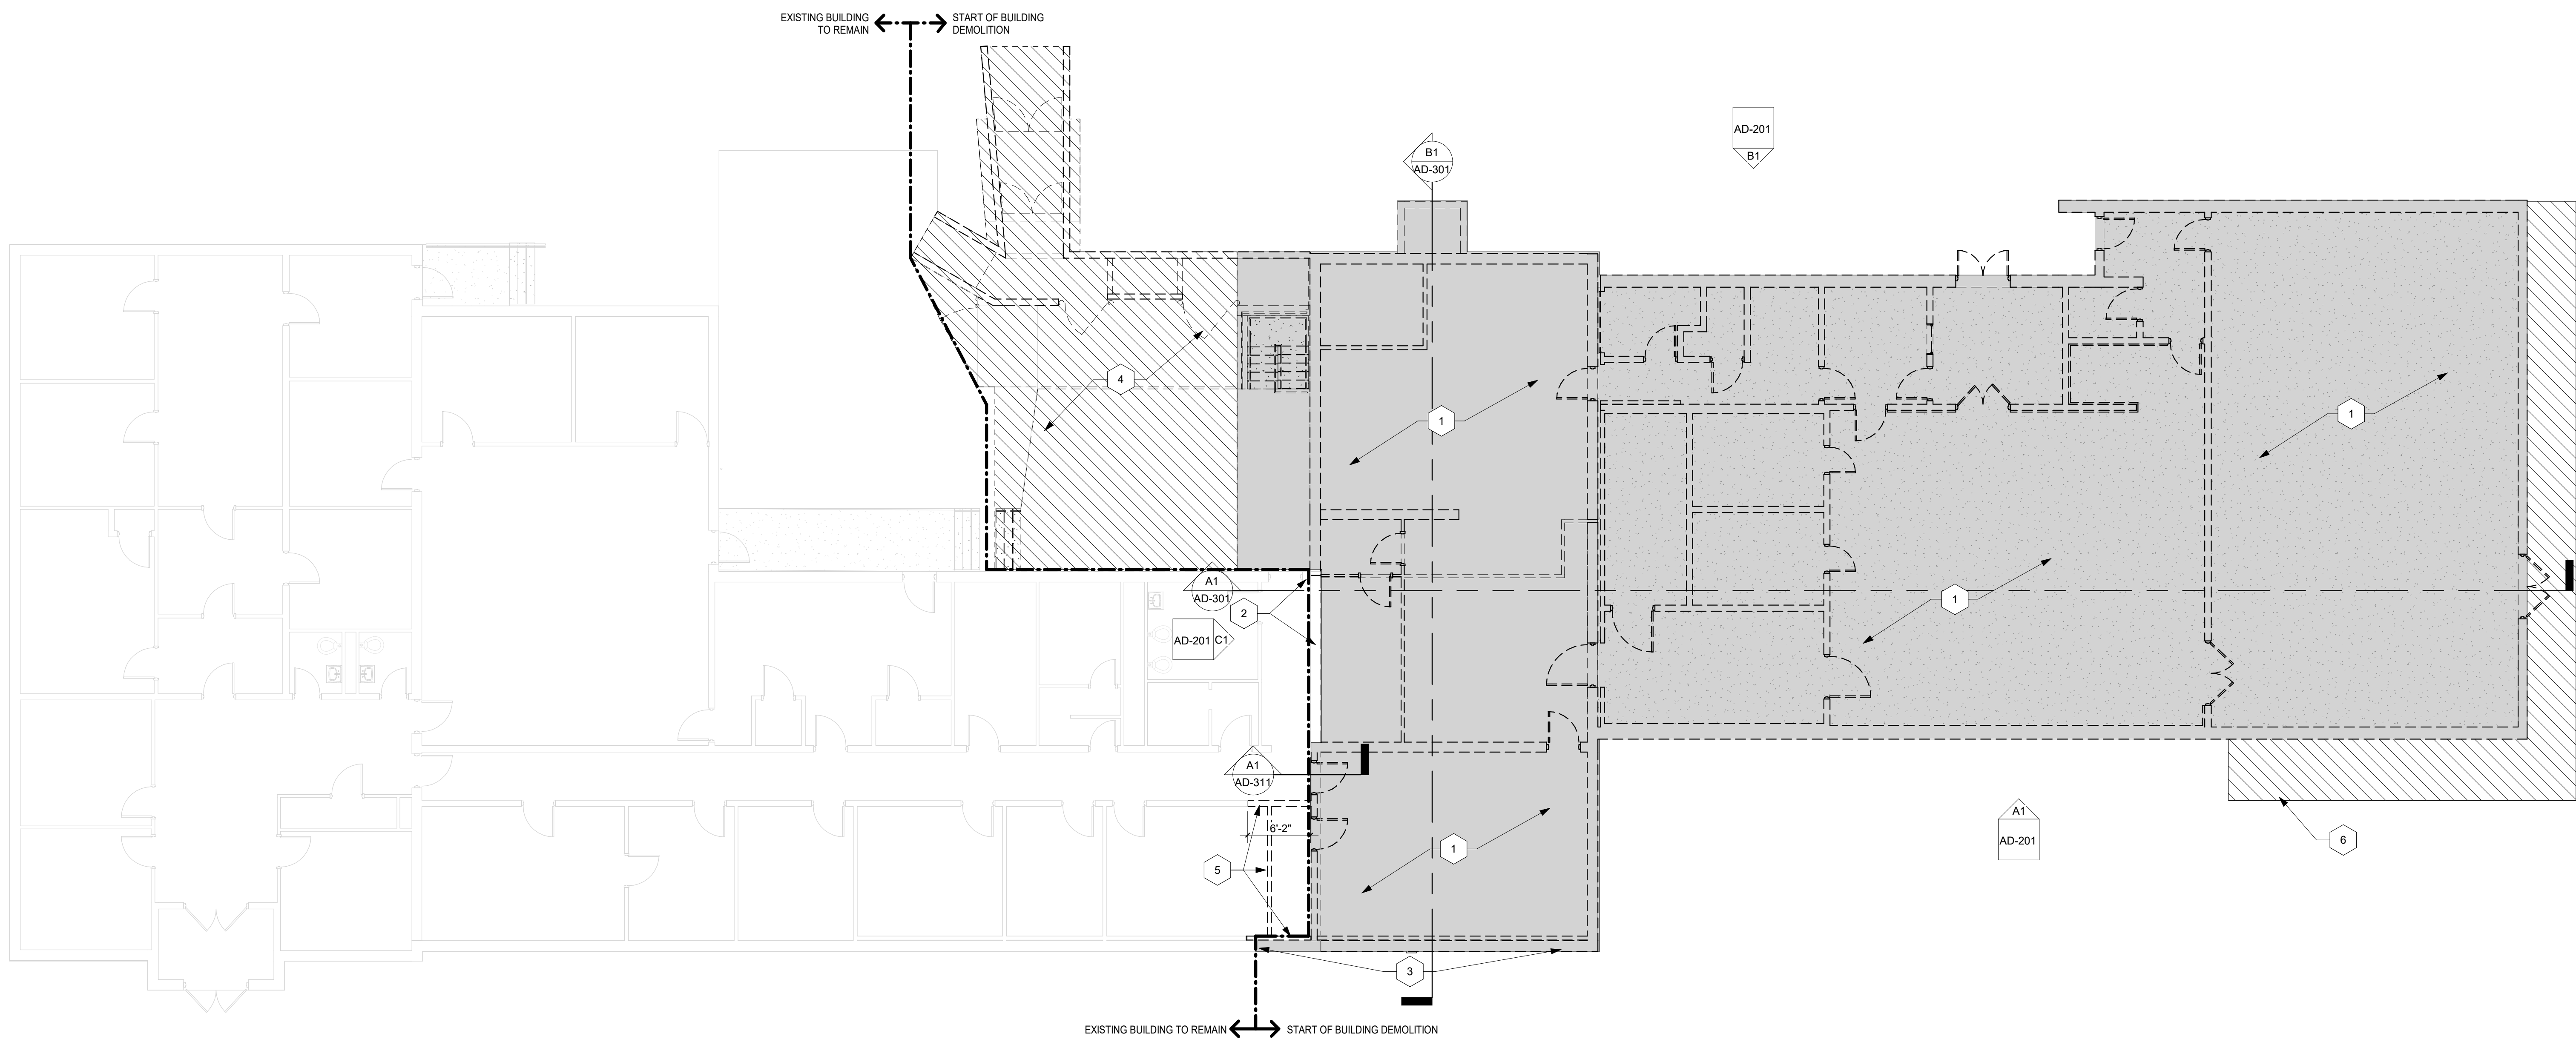 EXISTING BUILDING
TO REMAIN
START OF BUILDING
DEMOLITION
AD-201
B1
B1
AD-301
4
1
1
A1
AD-301
2
1
AD-201
C1
A1
AD-311
6'-2"
5
1
A1
AD-201
6
3
EXISTING BUILDING TO REMAIN
START OF BUILDING DEMOLITION